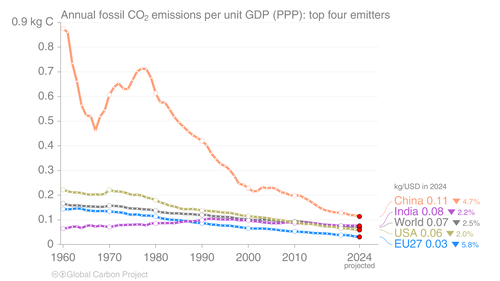 Annual fossil CO₂ emissions per unit GDP (PPP): top four emitters
0.9 kg C
0.8
0.7
0.6
0.5
0.4
0.3
0.2
0.1
0
1960 1970 1980 1990 2000 2010 2024
projected
kg/USD in 2024
China 0.11 ▼ 4.7%
India 0.08 ▼ 2.2%
World 0.07 ▼ 2.5%
USA 0.06 ▼ 2.0%
EU27 0.03 ▼ 5.8%
Global Carbon Project